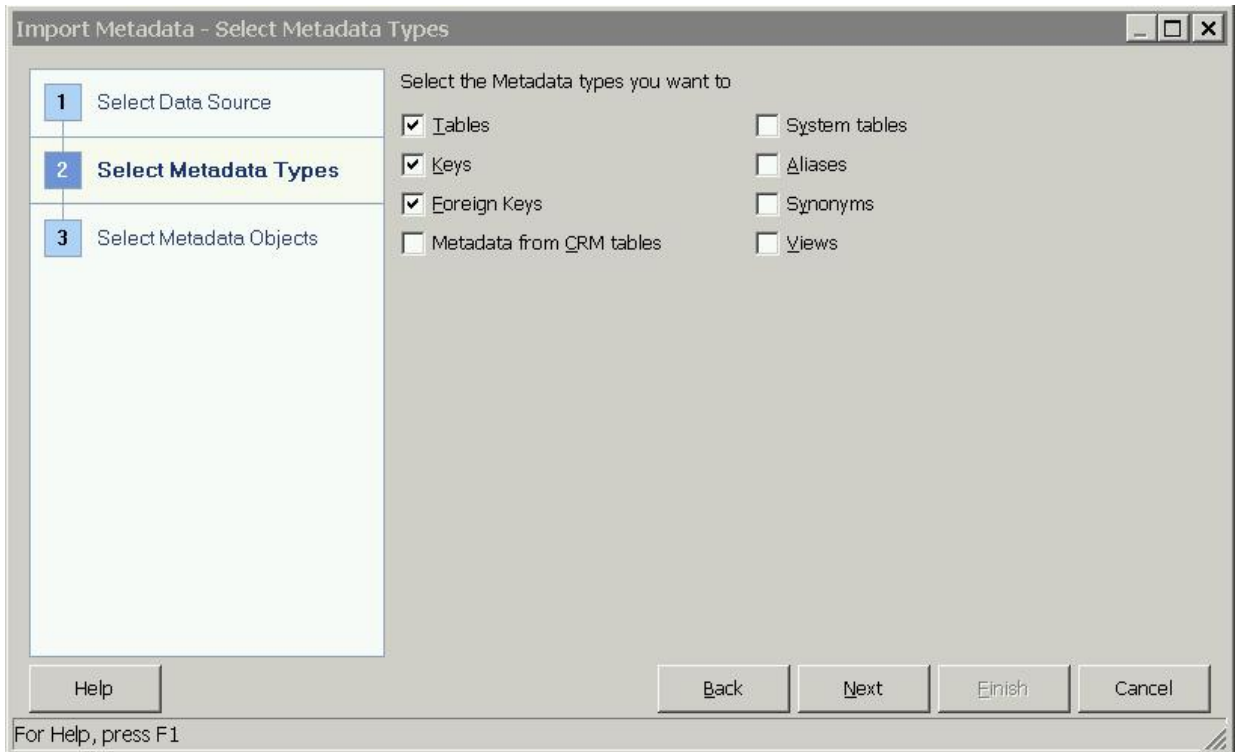 Import Metadata - Select Metadata Types
1 Select Data Source
2 Select Metadata Types
3 Select Metadata Objects
Select the Metadata types you want to
Tables
System tables
Keys
Aliases
Foreign Keys
Synonyms
Metadata from CRM tables
Views
Help
Back
Next
Finish
Cancel
For Help, press F1